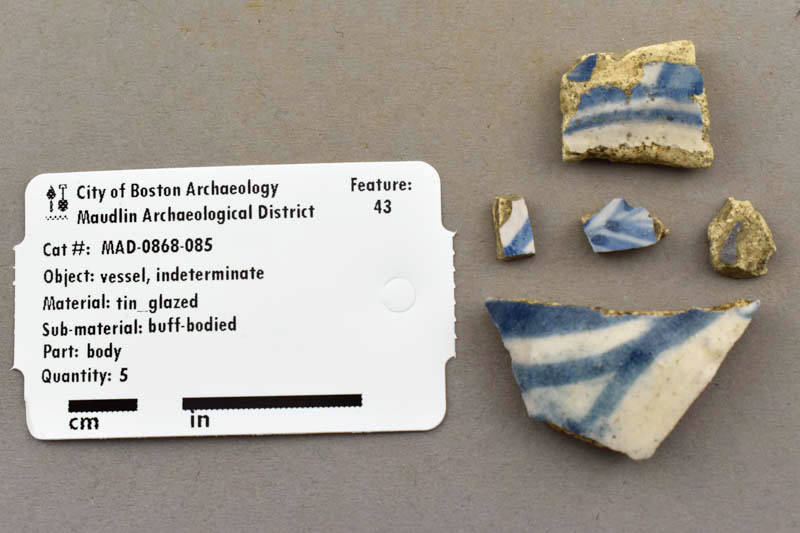 City of Boston Archaeology
Maudlin Archaeological District
Feature:
43
Cat #: MAD-0868-085
Object: vessel, indeterminate
Material: tin_glazed
Sub-material: buff-bodied
Part: body
Quantity: 5
cm in